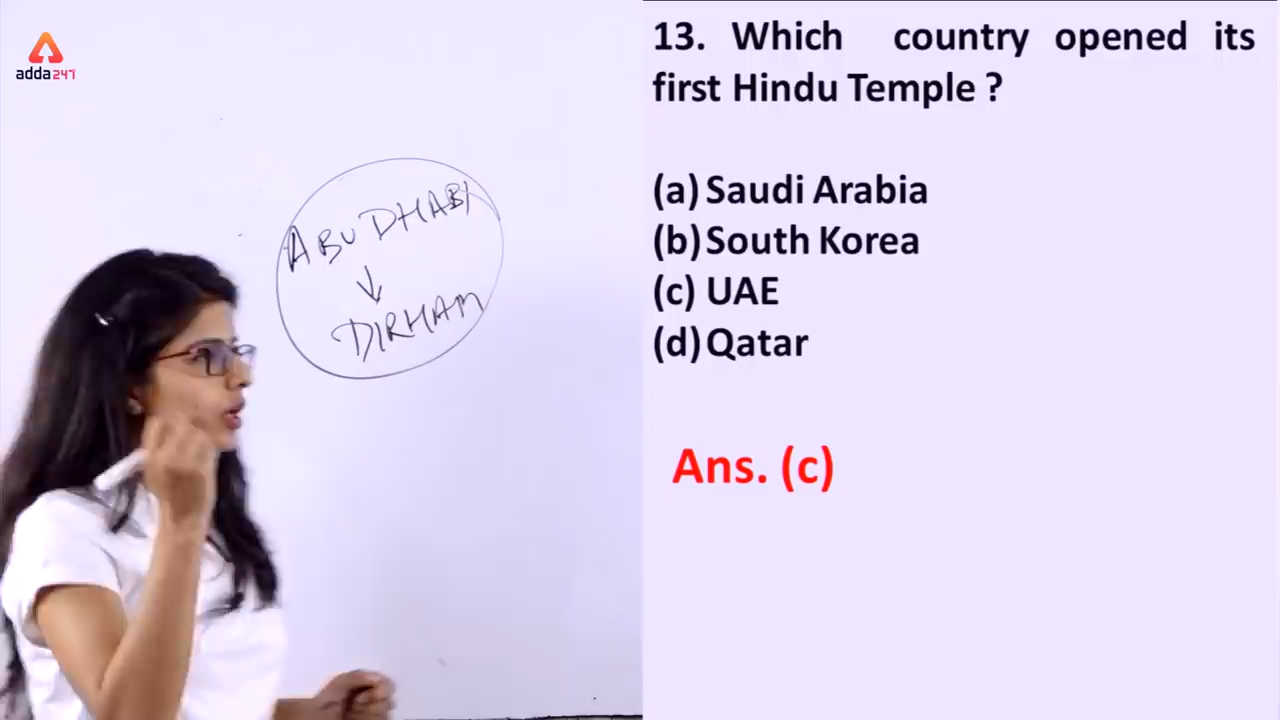 adda247
ABU DHABI
DIRHAM
13. Which country opened its
first Hindu Temple ?
(a) Saudi Arabia
(b) South Korea
(c) UAE
(d) Qatar
Ans. (c)